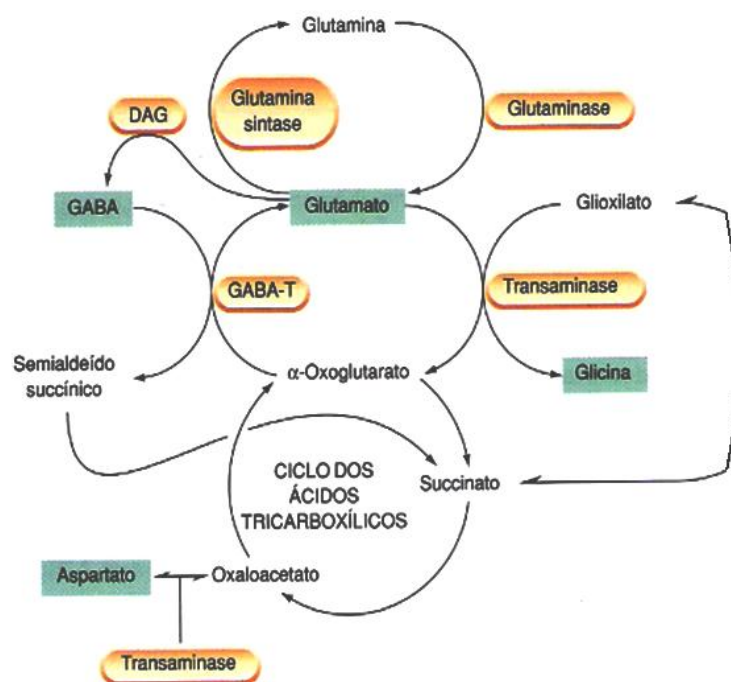 Glutamina
DAG
Glutamina
sintase
Glutaminase
GABA
Glutamato
Glioxilato
GABA-T
Transaminase
Semialdeído
succínico
α-Oxoglutarato
Glicina
CICLO DOS
ÁCIDOS
TRICARBOXÍLICOS
Succinato
Aspartato
Oxaloacetato
Transaminase